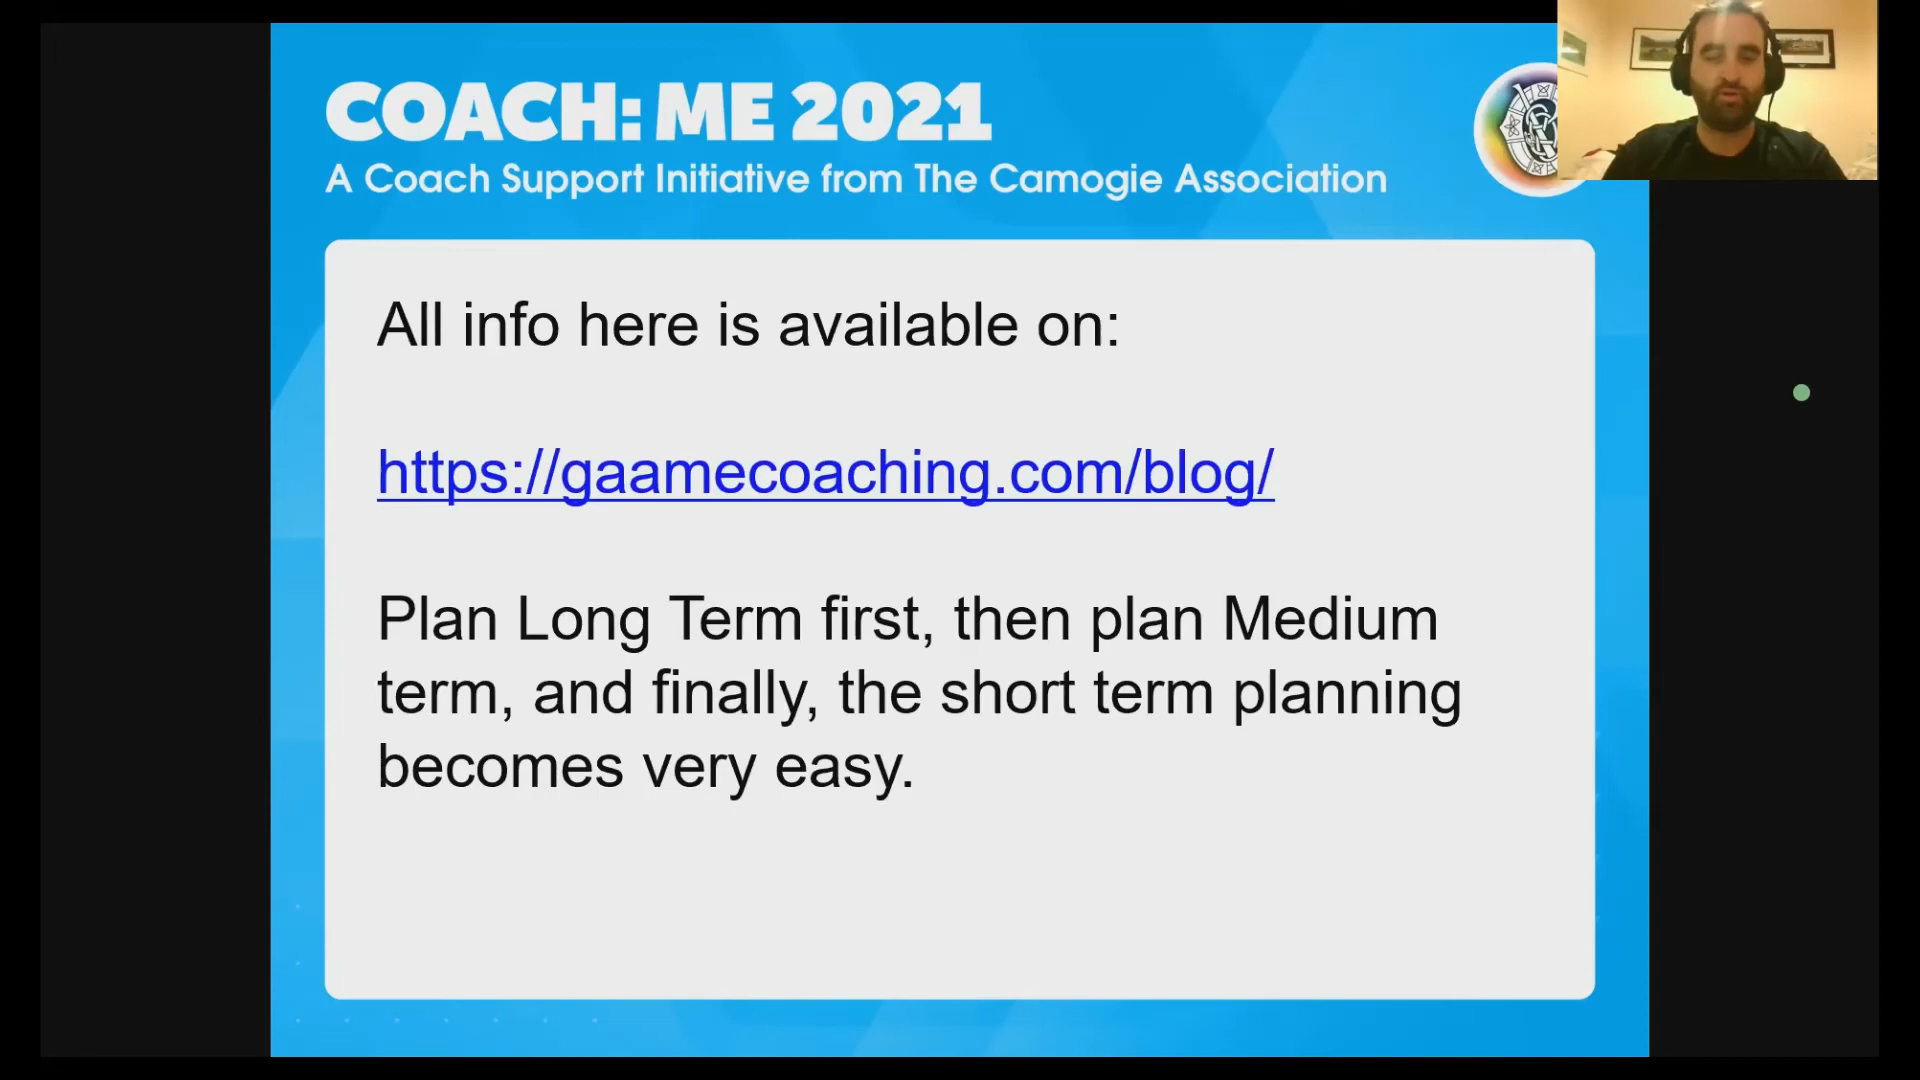 COACH: ME 2021
A Coach Support Initiative from The Camogie Association
All info here is available on:
https://gaamecoaching.com/blog/
Plan Long Term first, then plan Medium
term, and finally, the short term planning
becomes very easy.